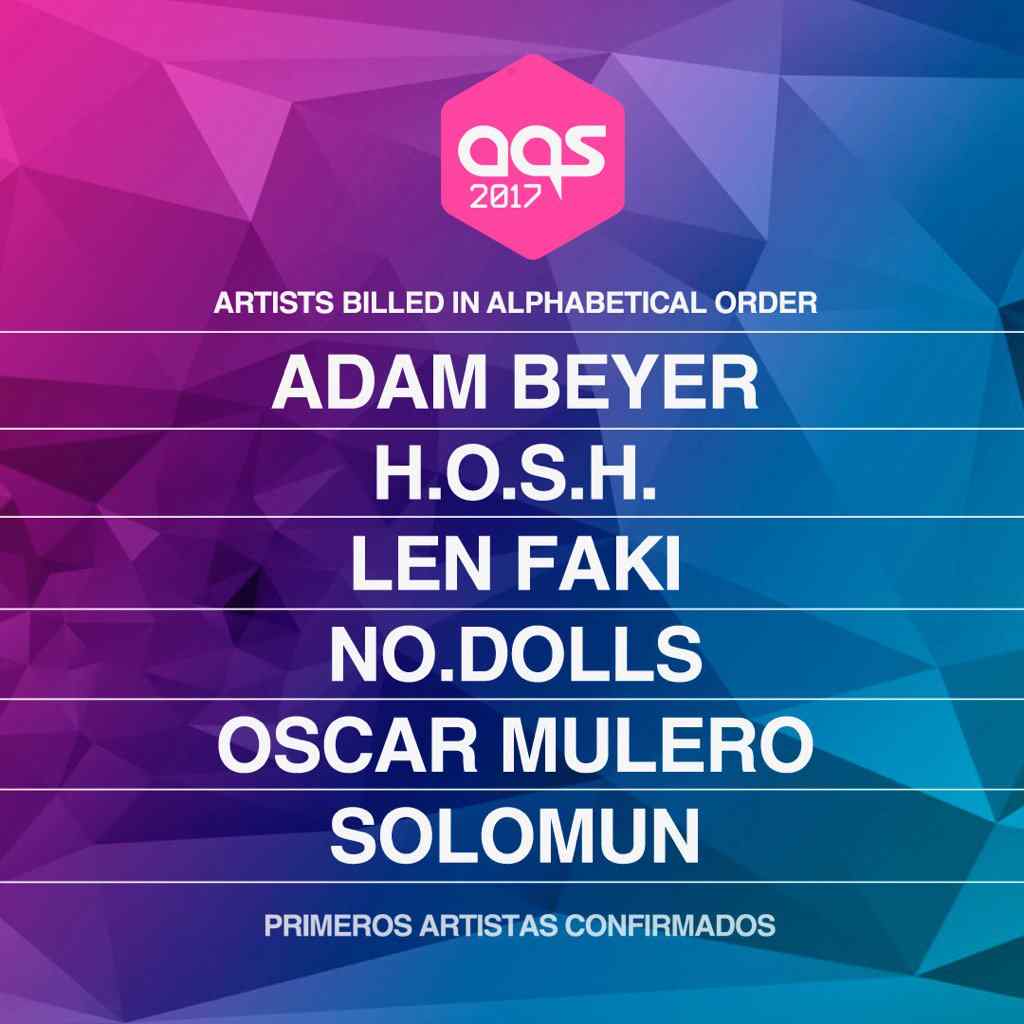 aqs
2017
ARTISTS BILLED IN ALPHABETICAL ORDER
ADAM BEYER
H.O.S.H.
LEN FAKI
NO.DOLLS
OSCAR MULERO
SOLOMUN
PRIMEROS ARTISTAS CONFIRMADOS